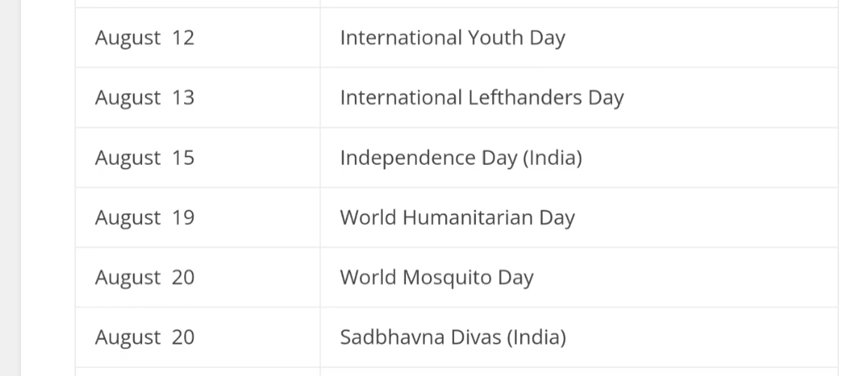 August 12 International Youth Day
August 13 International Lefthanders Day
August 15 Independence Day (India)
August 19 World Humanitarian Day
August 20 World Mosquito Day
August 20 Sadbhavna Divas (India)